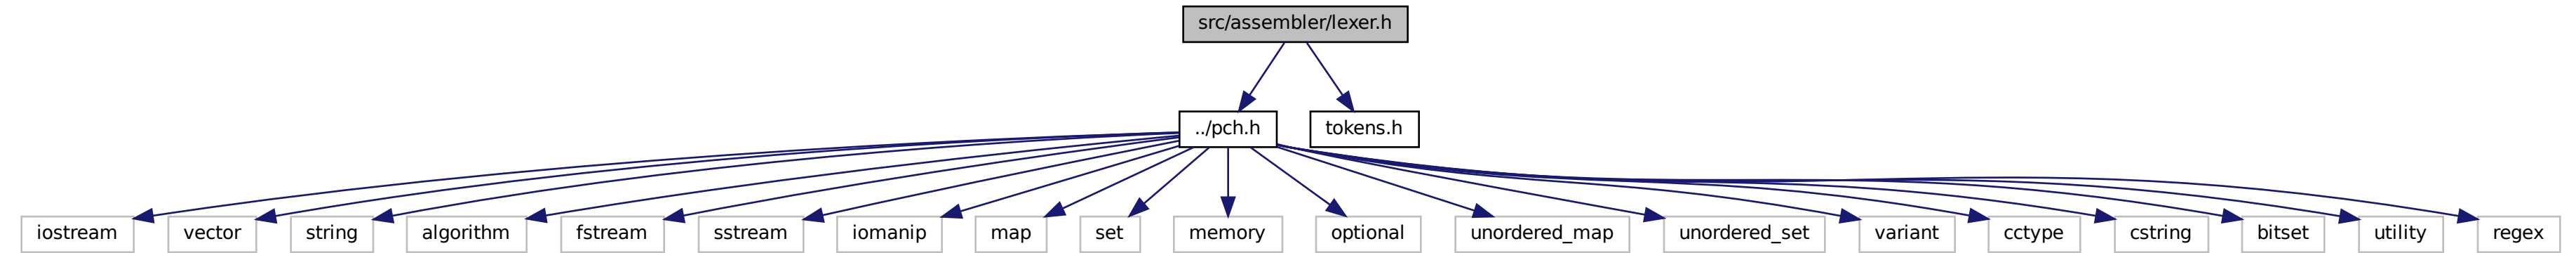 src/assembler/lexer.h
../pch.h
tokens.h
iostream
vector
string
algorithm
fstream
sstream
iomanip
map
set
memory
optional
unordered_map
unordered_set
variant
cctype
cstring
bitset
utility
regex